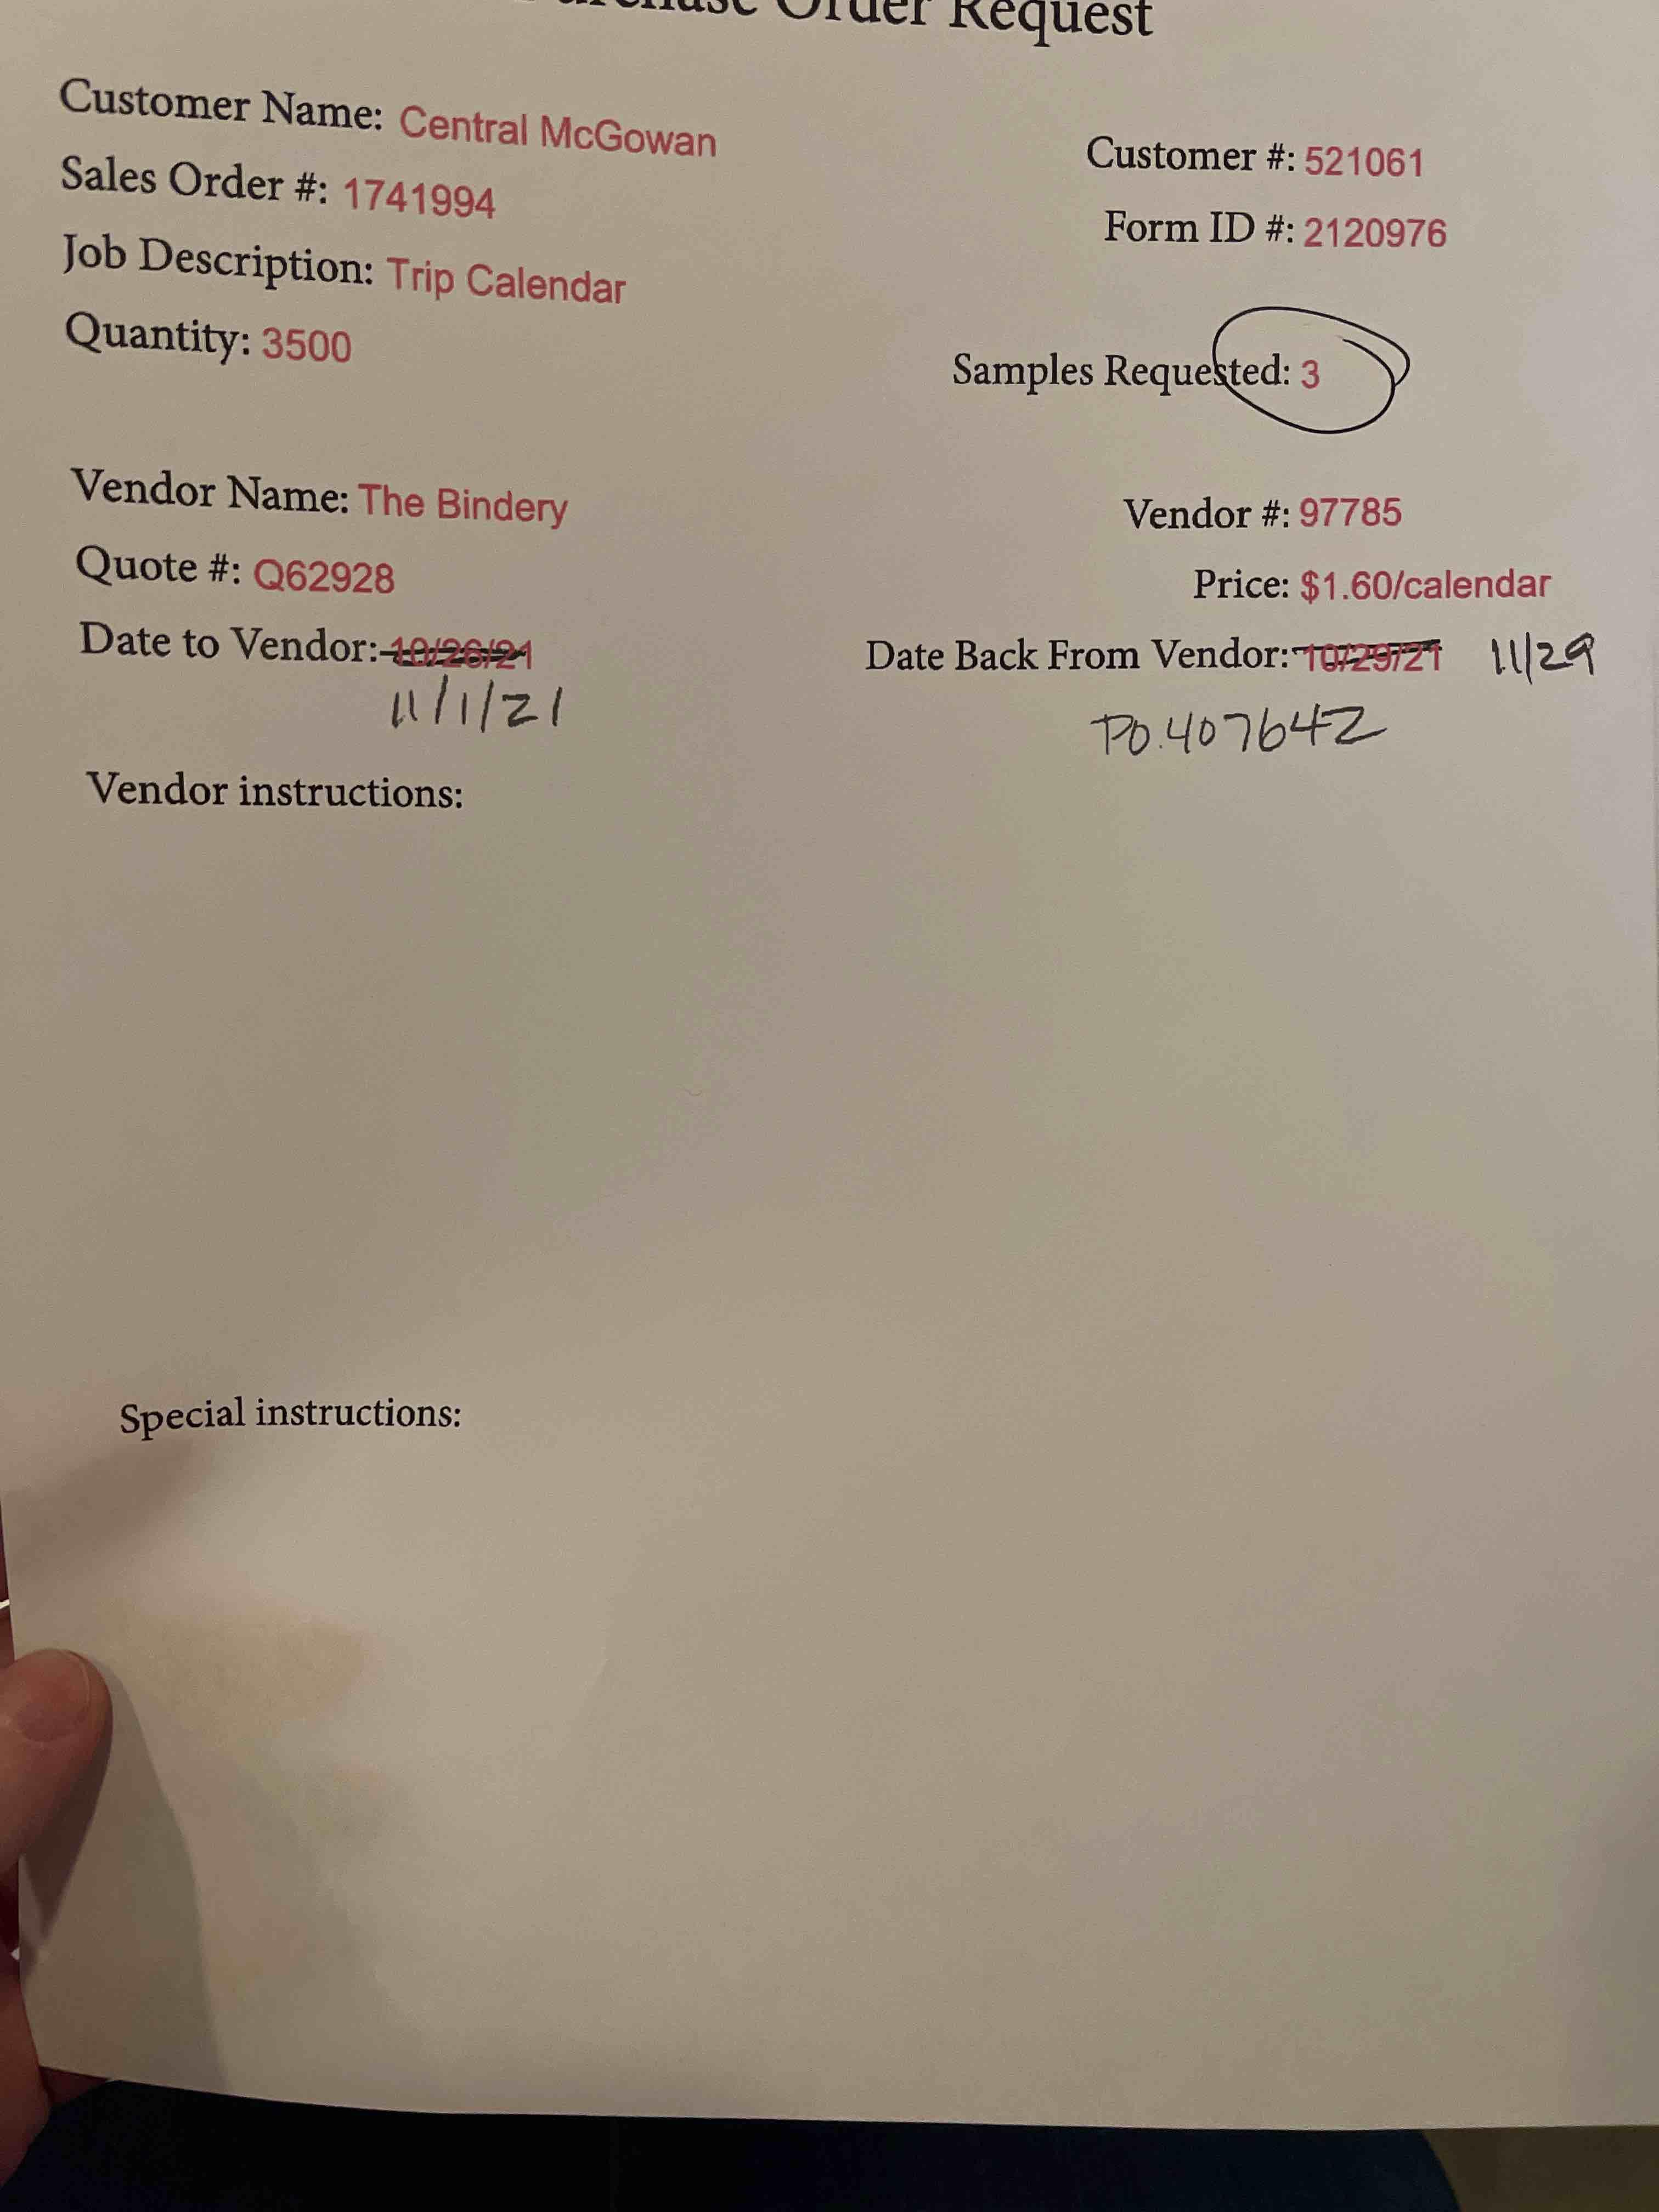 Purchase Order Request
Customer Name: Central McGowan
Customer #: 521061
Sales Order #: 1741994
Form ID #: 2120976
Job Description: Trip Calendar
Quantity: 3500
Samples Requested: 3
Vendor Name: The Bindery
Vendor #: 97785
Quote #: Q62928
Price: $1.60/calendar
Date to Vendor: 10/26/21
Date Back From Vendor: 10/29/21 11/29
11/1/21
PO.407642
Vendor instructions:
Special instructions: